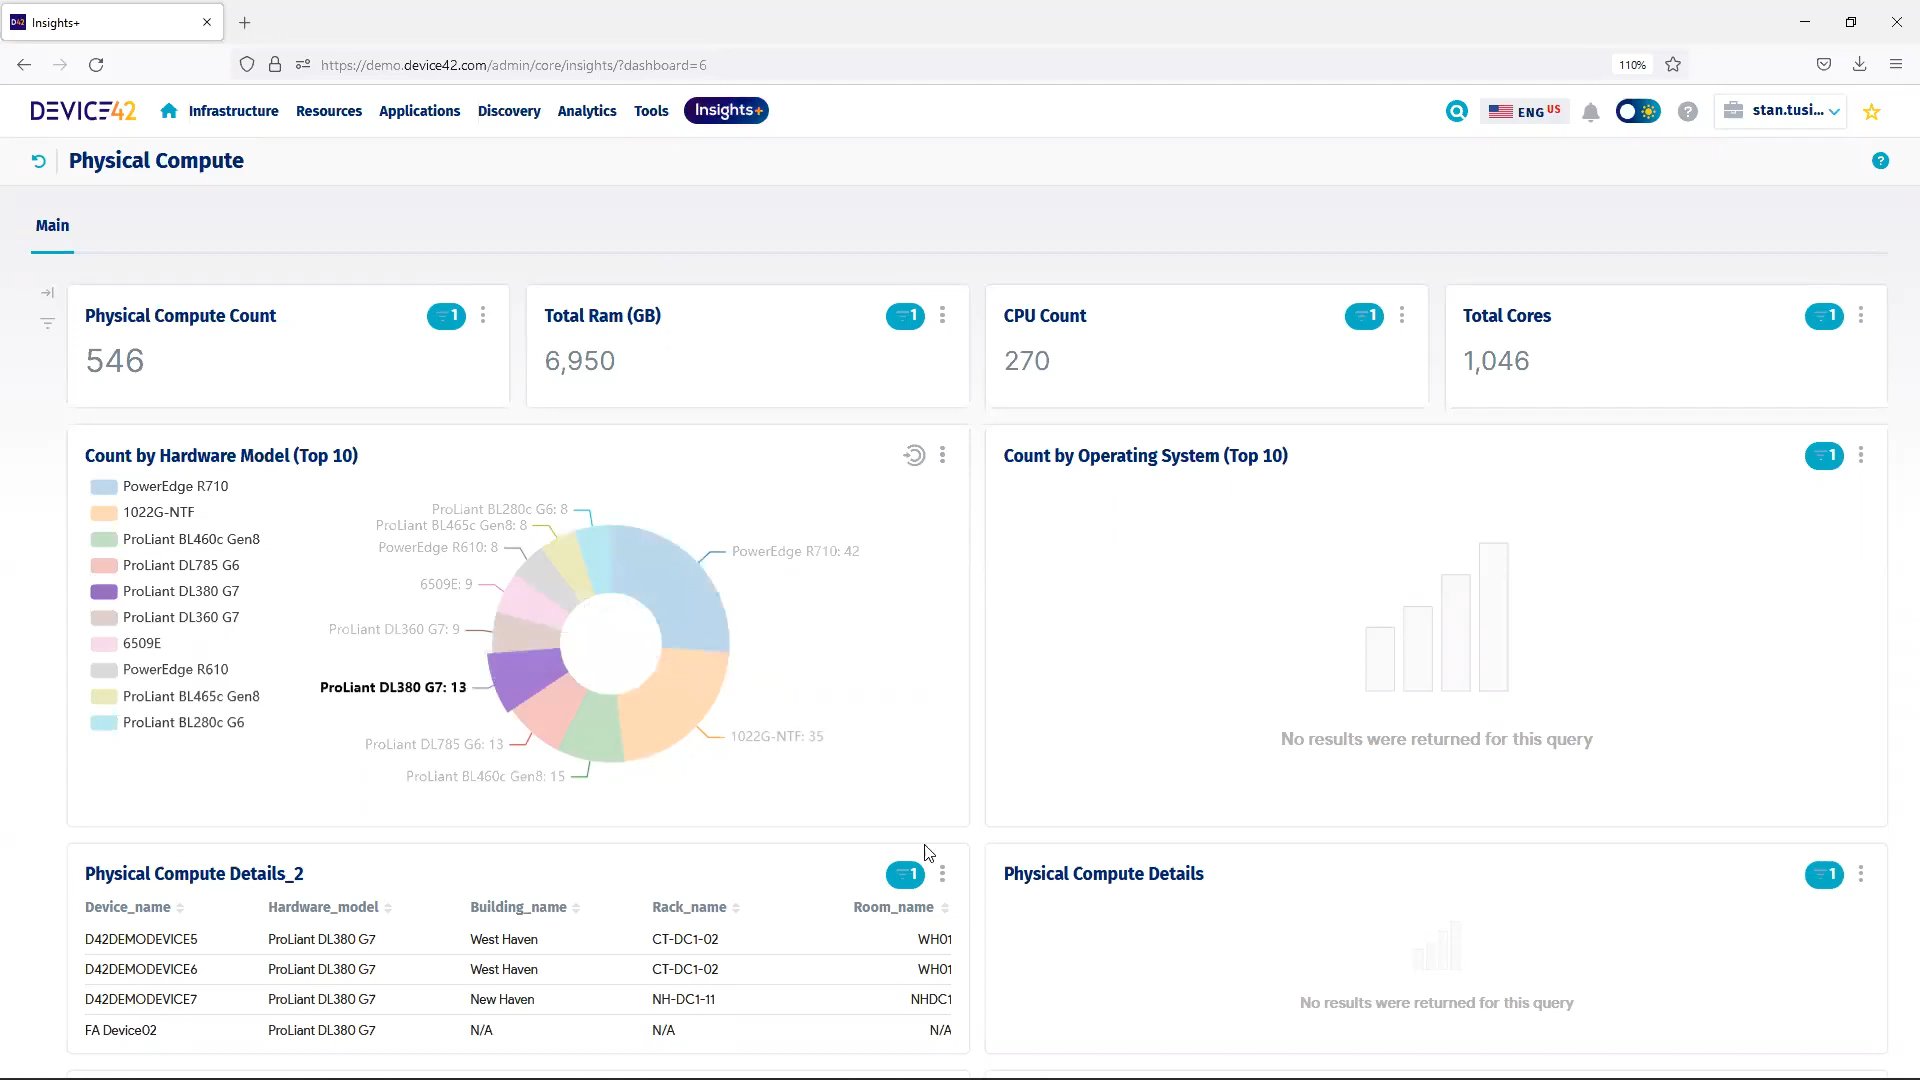 D42 Insights+
https://demo.device42.com/admin/core/insights/?dashboard=6
110%
DEVICE42
Infrastructure
Resources
Applications
Discovery
Analytics
Tools
Insights+
ENG US
?
stan.tusi...
Physical Compute
?
Main
Physical Compute Count
1
546
Total Ram (GB)
1
6,950
CPU Count
1
270
Total Cores
1
1,046
Count by Hardware Model (Top 10)
PowerEdge R710
1022G-NTF
ProLiant BL460c Gen8
ProLiant DL785 G6
ProLiant DL380 G7
ProLiant DL360 G7
6509E
PowerEdge R610
ProLiant BL465c Gen8
ProLiant BL280c G6
ProLiant BL280c G6: 8
ProLiant BL465c Gen8: 8
PowerEdge R610: 8
6509E: 9
ProLiant DL360 G7: 9
ProLiant DL380 G7: 13
ProLiant DL785 G6: 13
ProLiant BL460c Gen8: 15
PowerEdge R710: 42
1022G-NTF: 35
Count by Operating System (Top 10)
1
No results were returned for this query
Physical Compute Details_2
1
Device_name Hardware_model Building_name Rack_name Room_name
D42DEMODEVICE5 ProLiant DL380 G7 West Haven CT-DC1-02 WH01
D42DEMODEVICE6 ProLiant DL380 G7 West Haven CT-DC1-02 WH01
D42DEMODEVICE7 ProLiant DL380 G7 New Haven NH-DC1-11 NHDC1
FA Device02 ProLiant DL380 G7 N/A N/A N/A
Physical Compute Details
1
No results were returned for this query